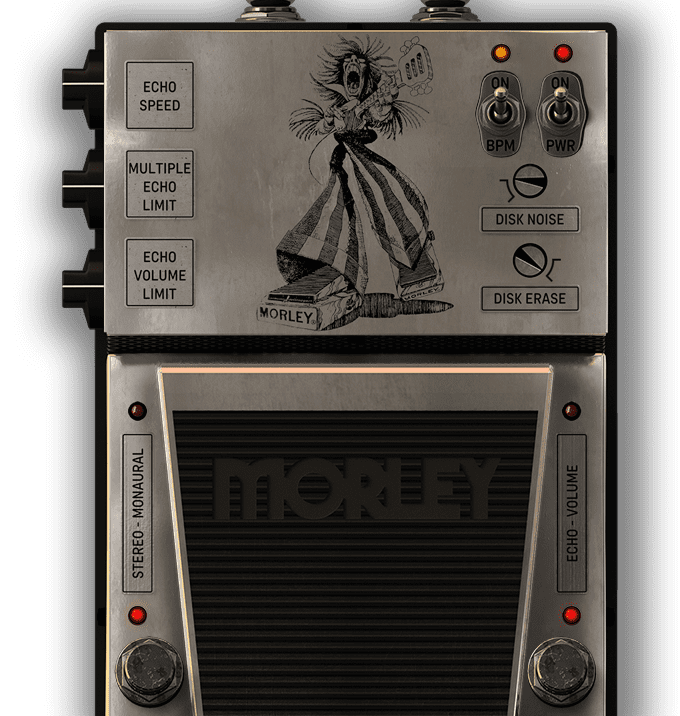 ECHO
SPEED
MULTIPLE
ECHO
LIMIT
ECHO
VOLUME
LIMIT
MORLEY
MORLEY
ON
ON
BPM
PWR
DISK NOISE
DISK ERASE
MORLEY
STEREO - MONAURAL
ECHO - VOLUME